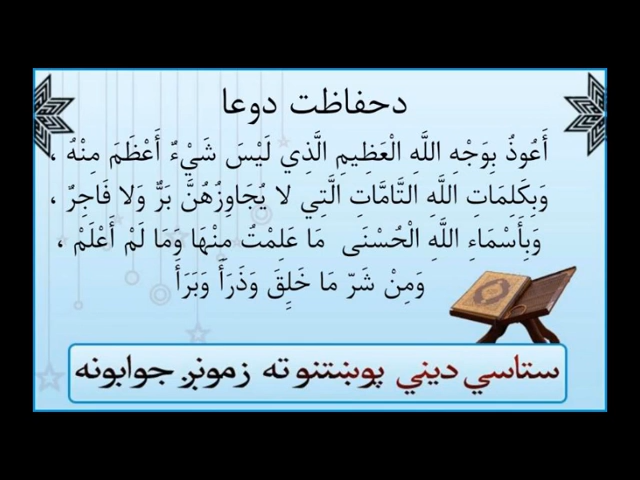 دحفاظت دوعا
أَعُوذُ بِوَجْهِ اللَّهِ الْعَظِيمِ الَّذِي لَيْسَ شَيْءٌ أَعْظَمَ مِنْهُ ،
وَبِكَلِمَاتِ اللَّهِ التَّامَّاتِ الَّتِي لا يُجَاوِزُهُنَّ بَرٌّ وَلا فَاجِرٌ ،
وَبِأَسْمَاءِ اللَّهِ الْحُسْنَى مَا عَلِمْتُ مِنْهَا وَمَا لَمْ أَعْلَمْ ،
وَمِنْ شَرّ مَا خَلِقَ وَذَرَأَ وَبَرَأَ
ستاسي ديني پوښتنو ته زمونږ جوابونه